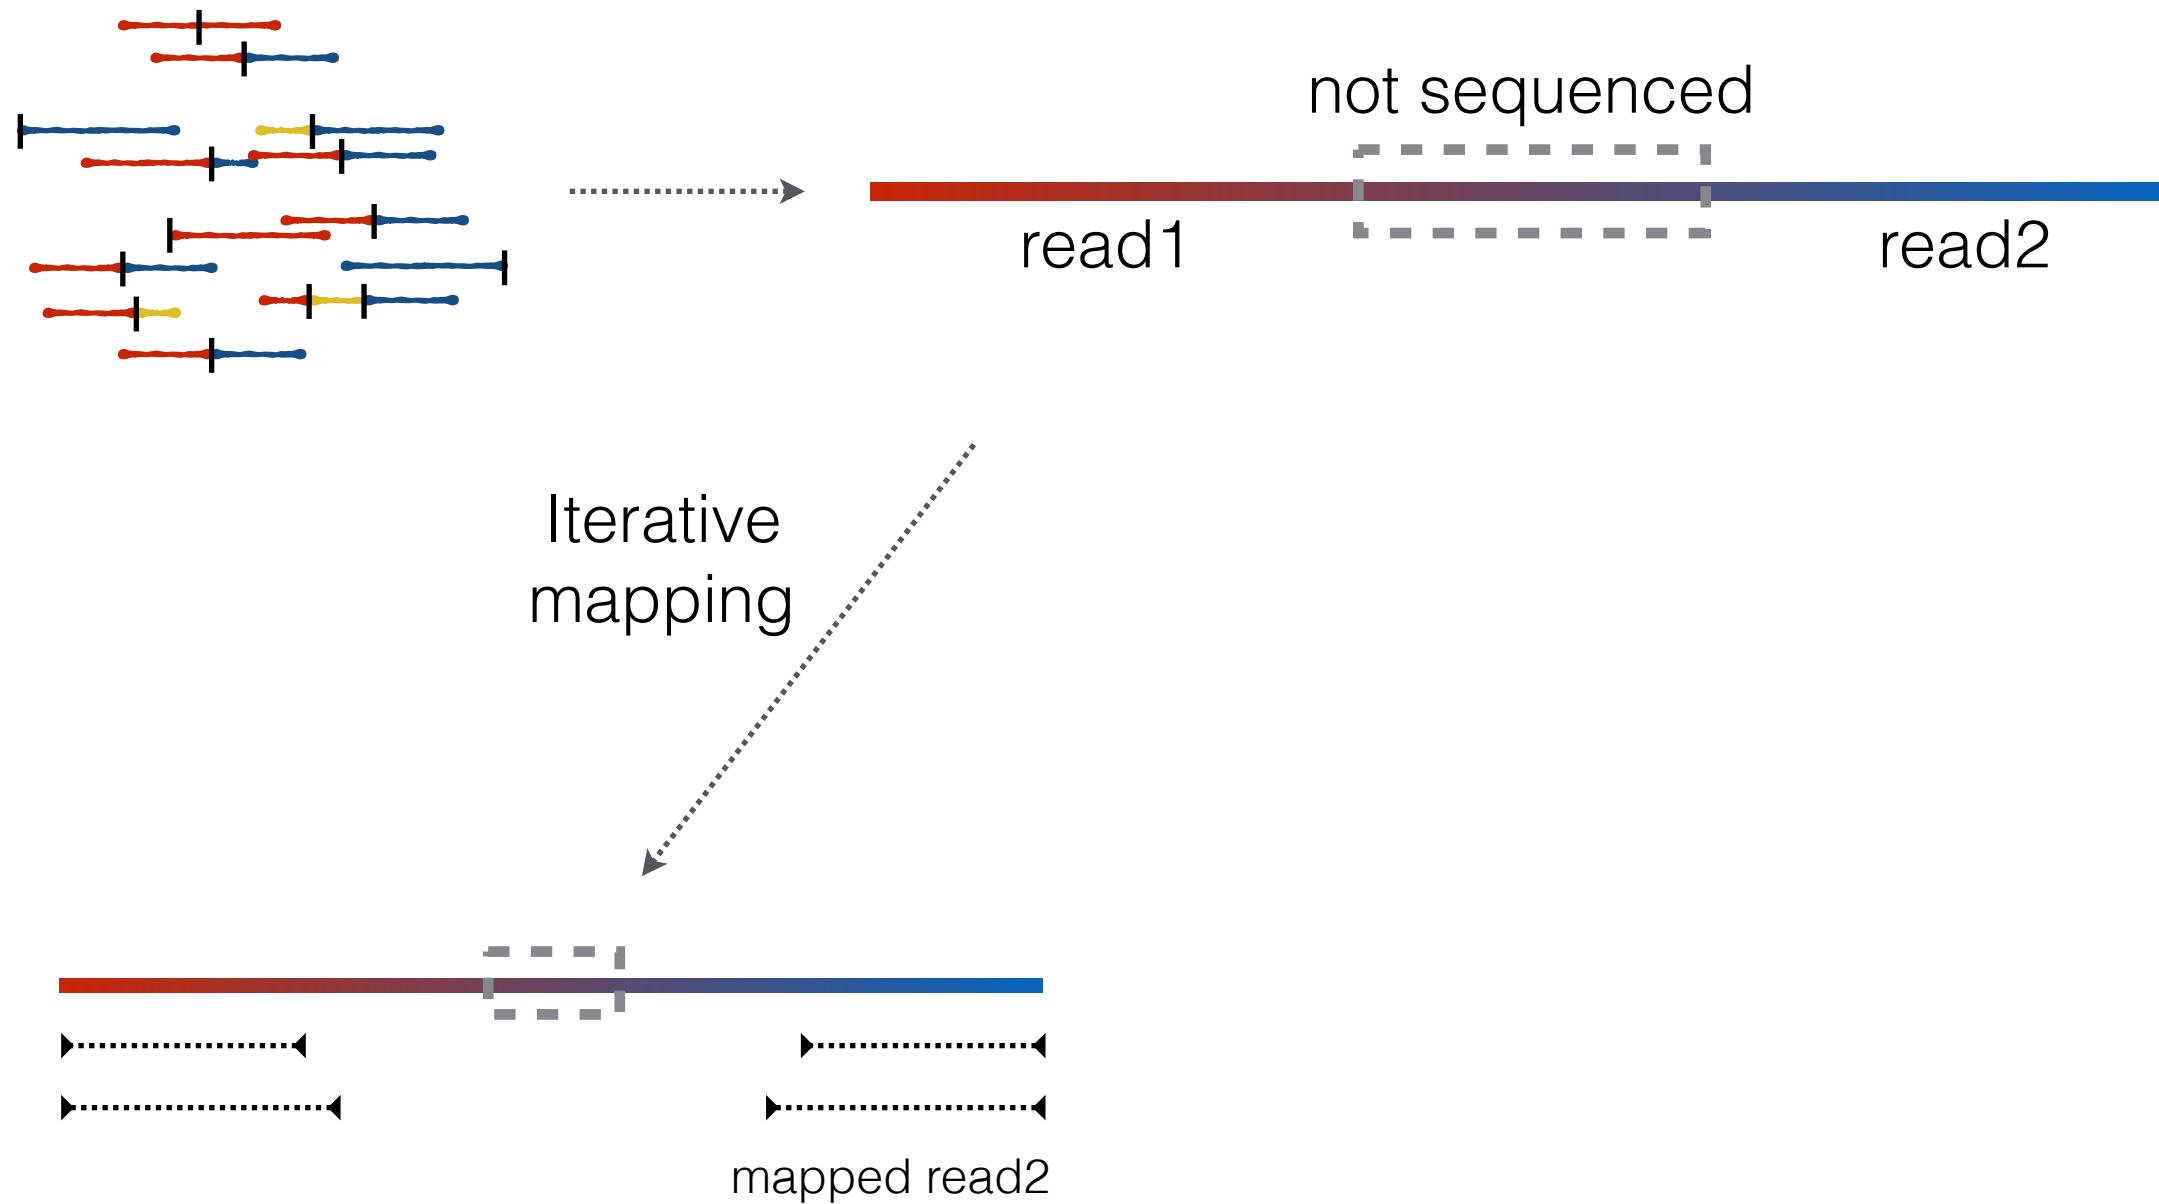 not sequenced
read1
read2
Iterative
mapping
mapped read2